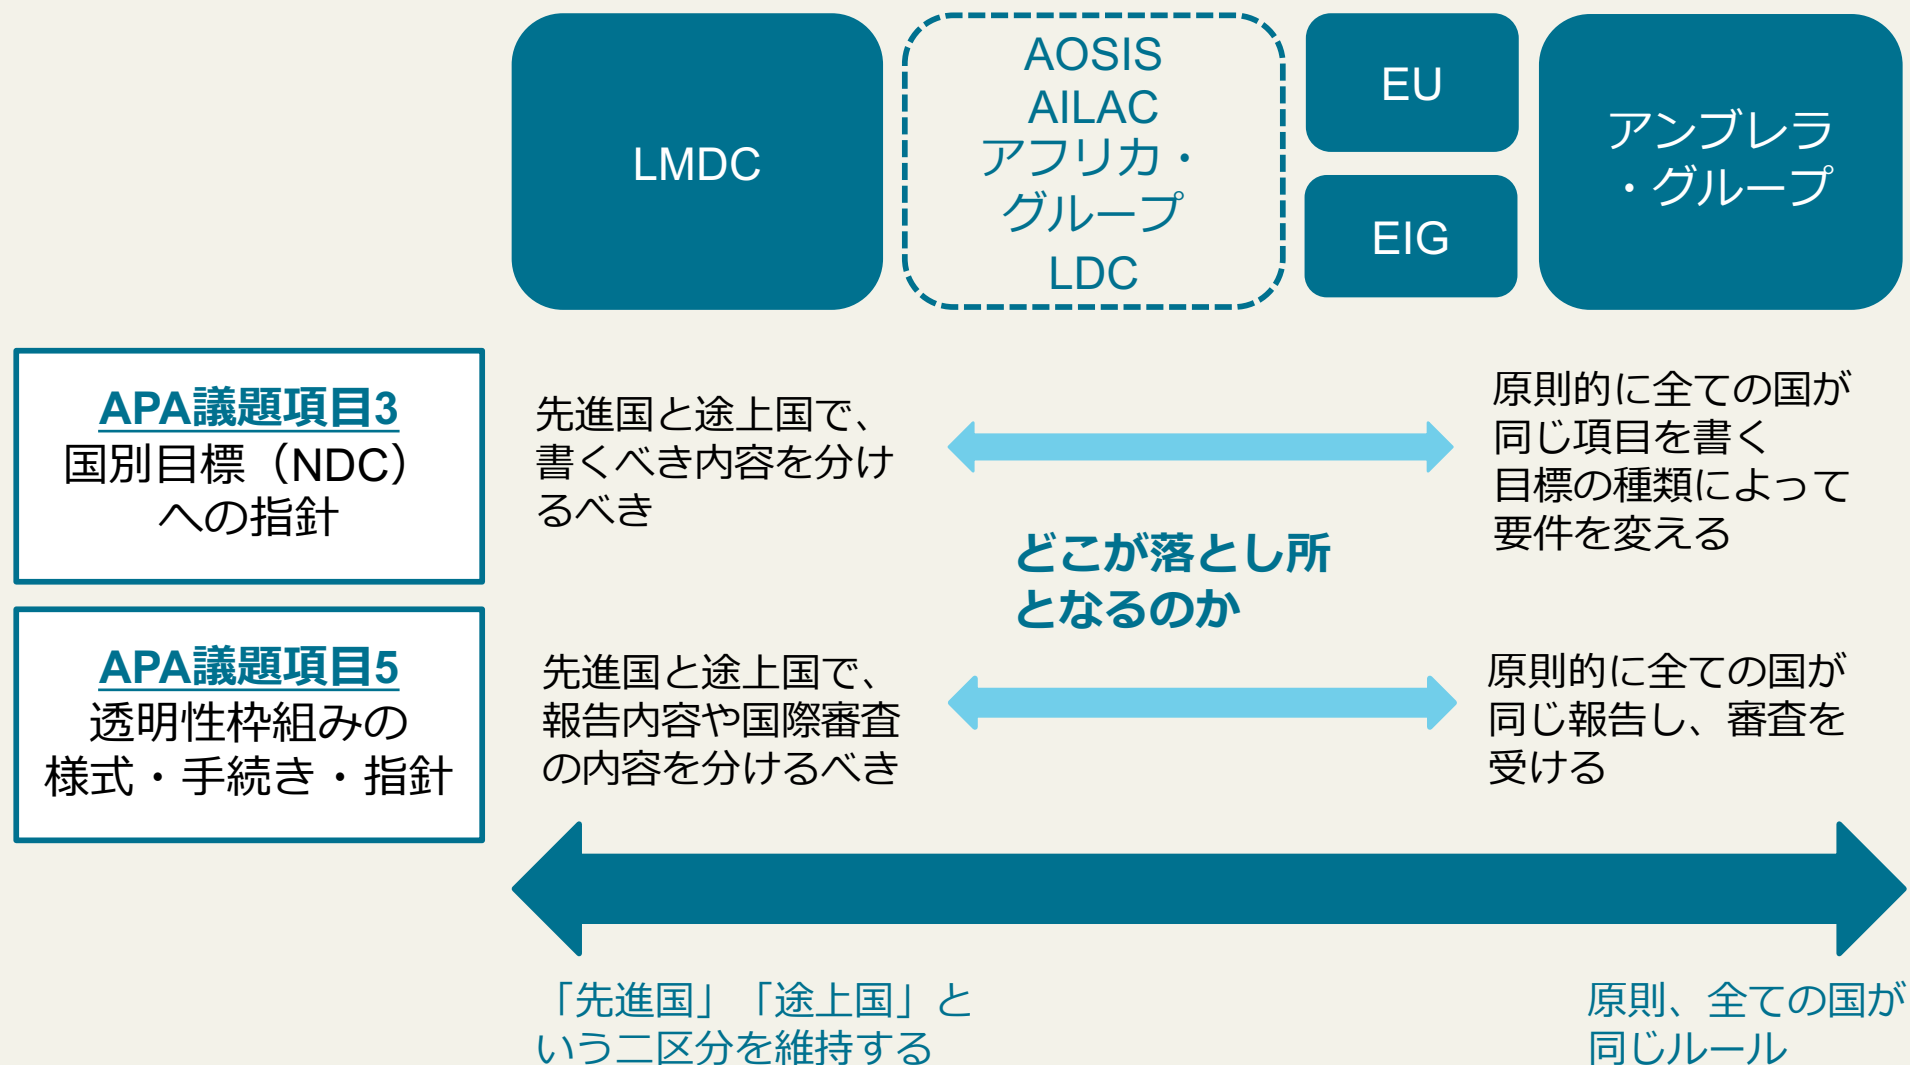 LMDC
AOSIS
AILAC
アフリカ・
グループ
LDC
EU
EIG
アンブレラ
・グループ
APA議題項目3
国別目標（NDC）
への指針
先進国と途上国で、
書くべき内容を分け
るべき
原則的に全ての国が
同じ項目を書く
目標の種類によって
要件を変える
どこが落とし所
となるのか
APA議題項目5
透明性枠組みの
様式・手続き・指針
先進国と途上国で、
報告内容や国際審査
の内容を分けるべき
原則的に全ての国が
同じ報告し、審査を
受ける
「先進国」「途上国」と
いう二区分を維持する
原則、全ての国が
同じルール